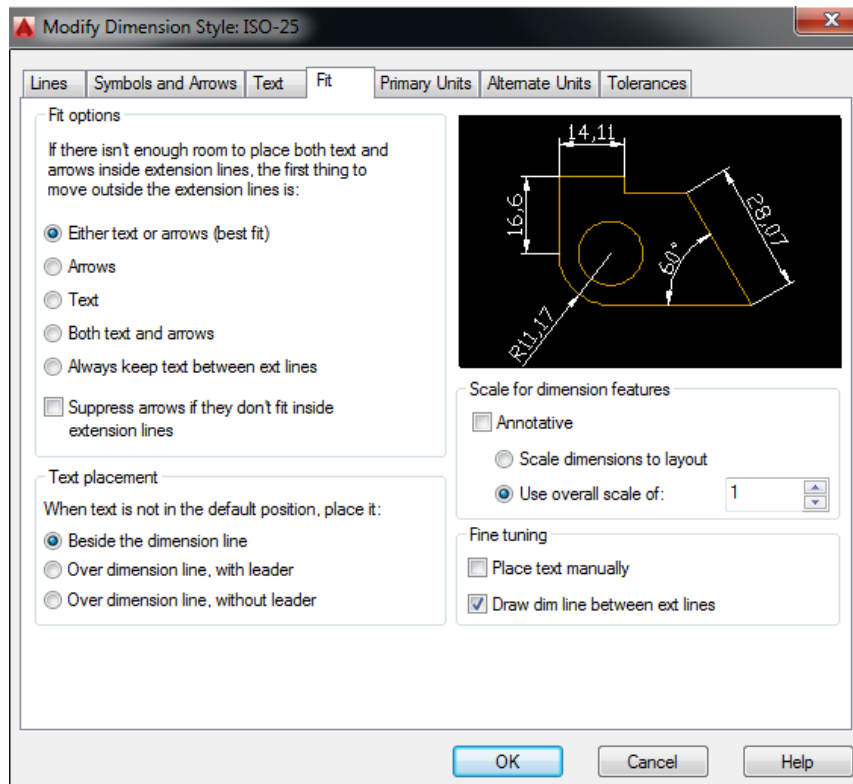 Modify Dimension Style: ISO-25
Lines Symbols and Arrows Text Fit Primary Units Alternate Units Tolerances
Fit options
If there isn't enough room to place both text and
arrows inside extension lines, the first thing to
move outside the extension lines is:
Either text or arrows (best fit)
Arrows
Text
Both text and arrows
Always keep text between ext lines
Suppress arrows if they don't fit inside
extension lines
Text placement
When text is not in the default position, place it:
Beside the dimension line
Over dimension line, with leader
Over dimension line, without leader
14,11
16,6
28,07
60°
R11,17
Scale for dimension features
Annotative
Scale dimensions to layout
Use overall scale of: 1
Fine tuning
Place text manually
Draw dim line between ext lines
OK Cancel Help